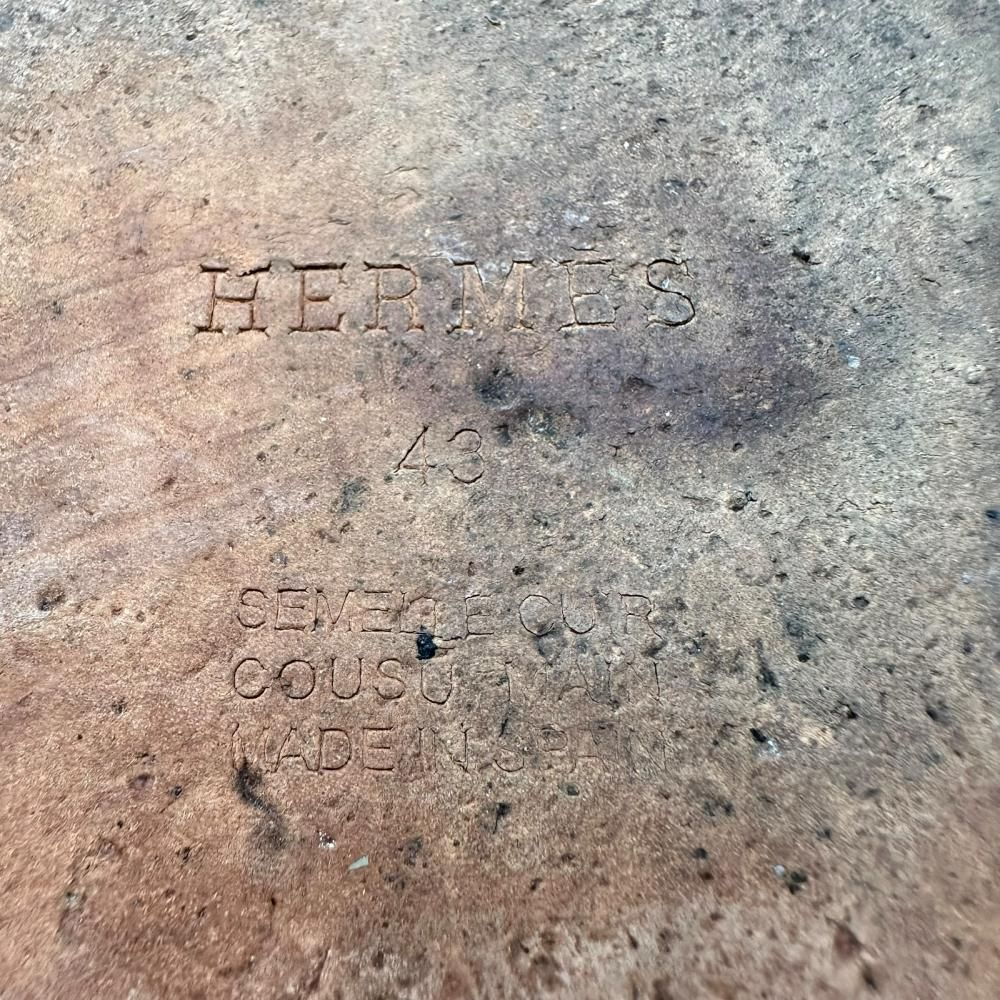 HERMÈS
43
SEMELLE CUIR
COUSU MAIN
MADE IN SPAIN